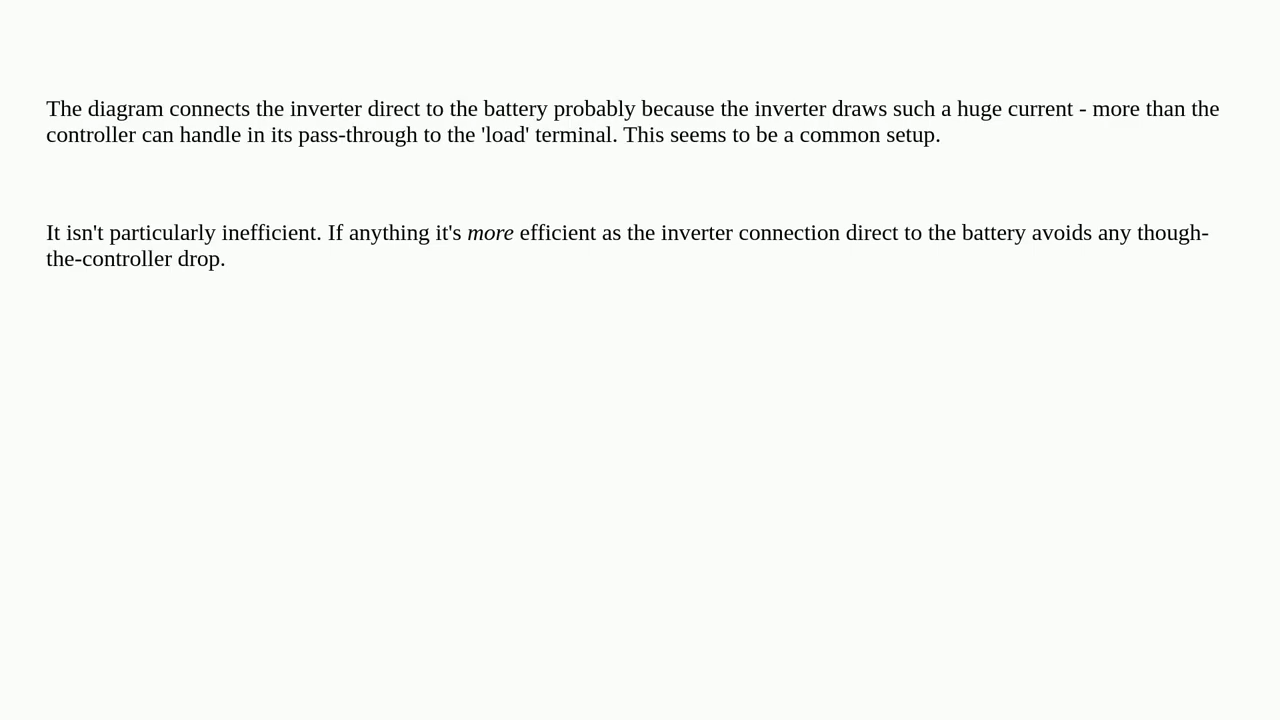 The diagram connects the inverter direct to the battery probably because the inverter draws such a huge current - more than the
controller can handle in its pass-through to the 'load' terminal. This seems to be a common setup.
It isn't particularly inefficient. If anything it's more efficient as the inverter connection direct to the battery avoids any though-
the-controller drop.